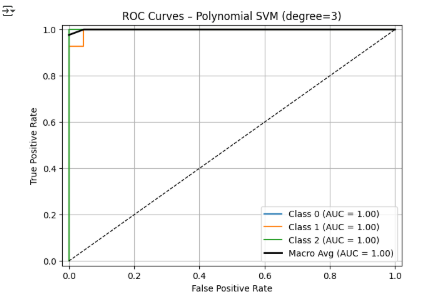 ROC Curves – Polynomial SVM (degree=3)
1.0
0.8
0.6
0.4
0.2
0.0
True Positive Rate
Class 0 (AUC = 1.00)
Class 1 (AUC = 1.00)
Class 2 (AUC = 1.00)
Macro Avg (AUC = 1.00)
0.0 0.2 0.4 0.6 0.8 1.0
False Positive Rate